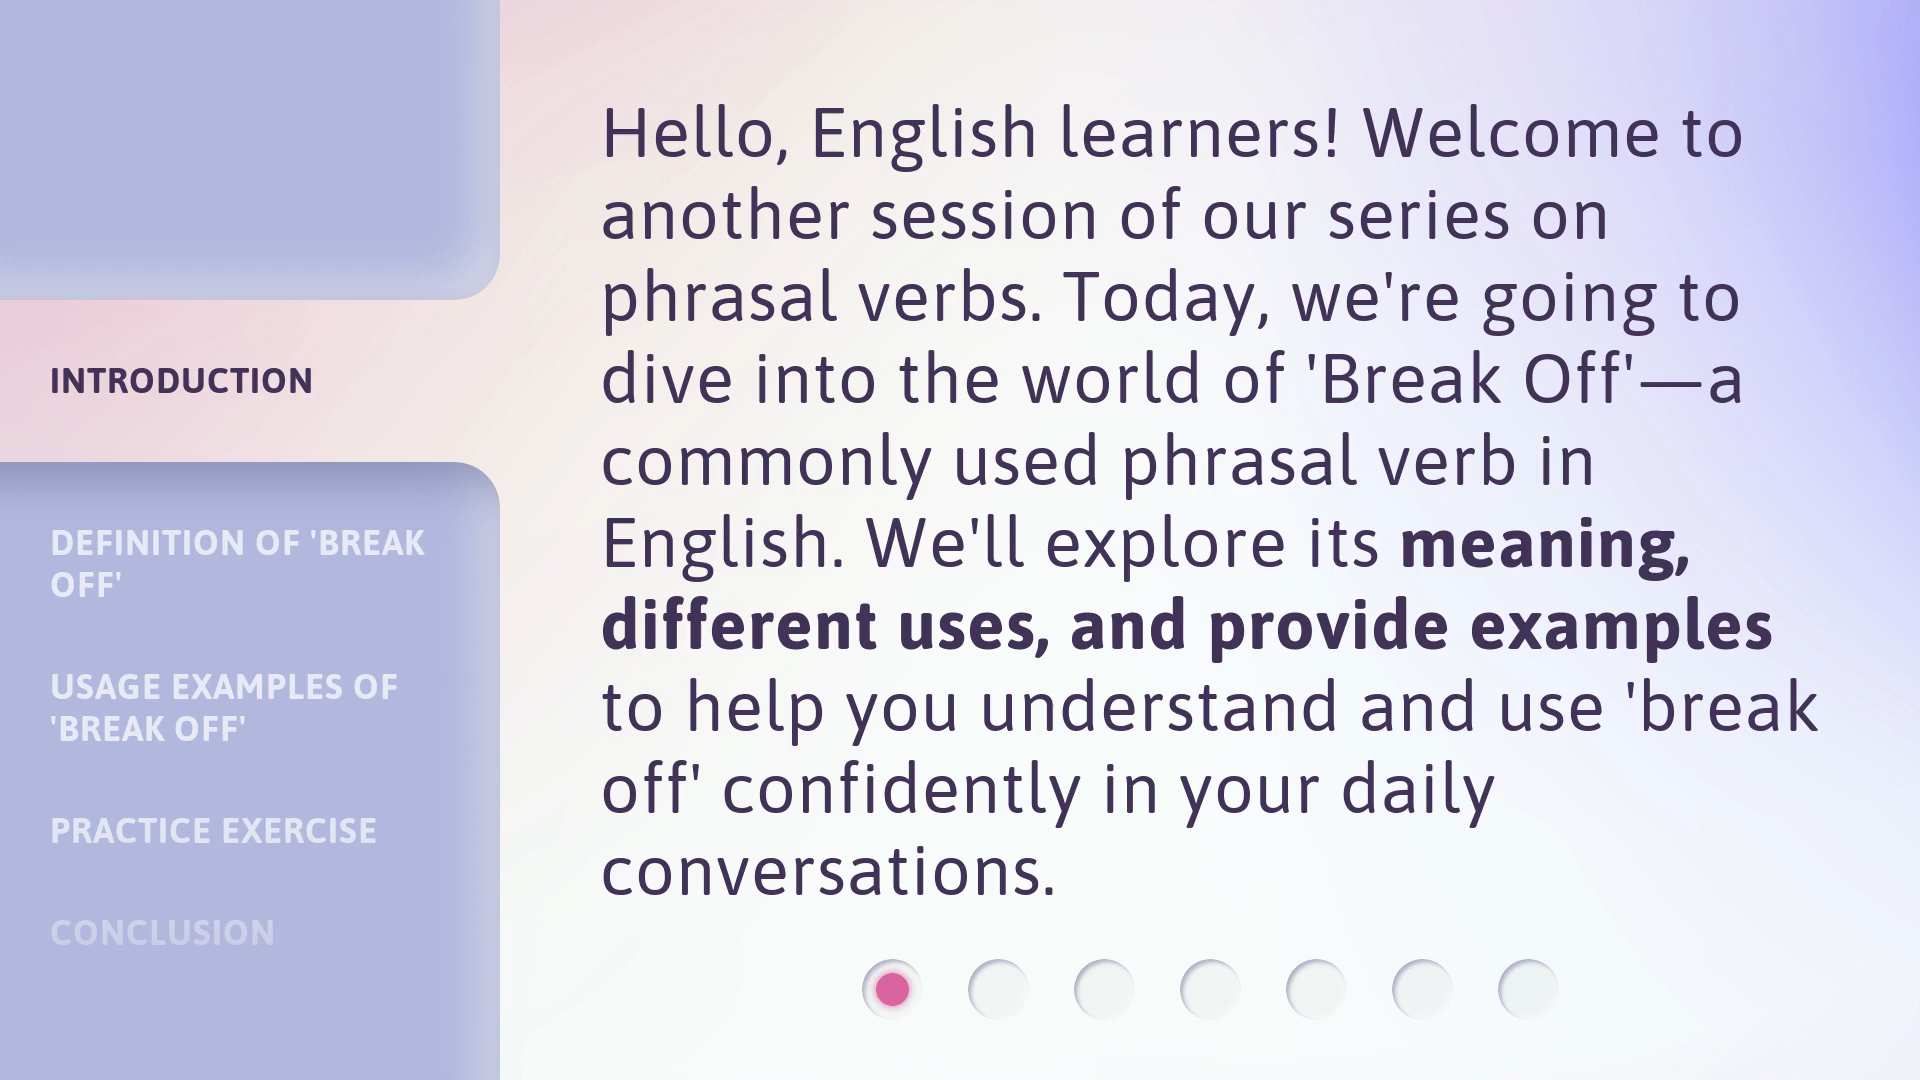 INTRODUCTION
DEFINITION OF 'BREAK
OFF'
USAGE EXAMPLES OF
'BREAK OFF'
PRACTICE EXERCISE
CONCLUSION
Hello, English learners! Welcome to
another session of our series on
phrasal verbs. Today, we're going to
dive into the world of 'Break Off'—a
commonly used phrasal verb in
English. We'll explore its meaning,
different uses, and provide examples
to help you understand and use 'break
off' confidently in your daily
conversations.